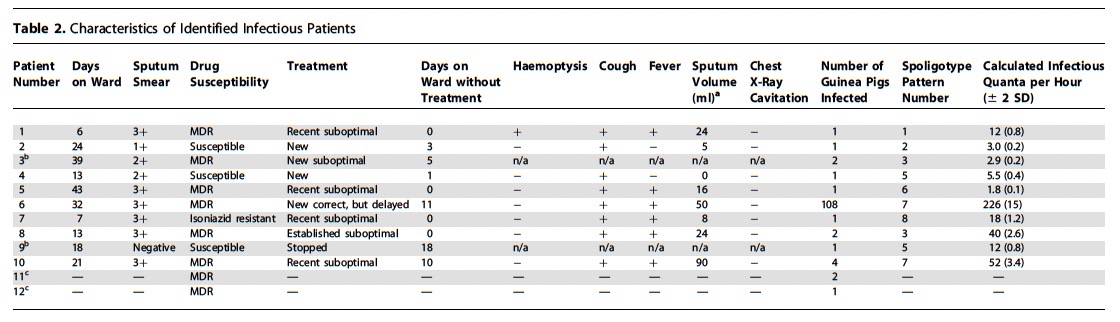 Table 2. Characteristics of Identified Infectious Patients
Patient Number Days on Ward Sputum Smear Drug Susceptibility Treatment Days on Ward without Treatment Haemoptysis Cough Fever Sputum Volume (ml)a Chest X-Ray Cavitation Number of Guinea Pigs Infected Spoligotype Pattern Number Calculated Infectious Quanta per Hour (± 2 SD)
1 6 3+ MDR Recent suboptimal 0 + + + 24 − 1 1 12 (0.8)
2 24 1+ Susceptible New 3 − + − 5 − 1 2 3.0 (0.2)
3b 39 2+ MDR New suboptimal 5 n/a n/a n/a n/a n/a 2 3 2.9 (0.2)
4 13 2+ Susceptible New 1 − + − 0 − 1 5 5.5 (0.4)
5 43 3+ MDR Recent suboptimal 0 − + + 16 − 1 6 1.8 (0.1)
6 32 3+ MDR New correct, but delayed 11 − + + 50 − 108 7 226 (15)
7 7 3+ Isoniazid resistant Recent suboptimal 0 − + + 8 − 1 8 18 (1.2)
8 13 3+ MDR Established suboptimal 0 − + + 24 − 2 3 40 (2.6)
9b 18 Negative Susceptible Stopped 18 n/a n/a n/a n/a n/a 1 5 12 (0.8)
10 21 3+ MDR Recent suboptimal 10 − + + 90 − 4 7 52 (3.4)
11c — — MDR — — — — — — — 2 — —
12c — — MDR — — — — — — — 1 — —